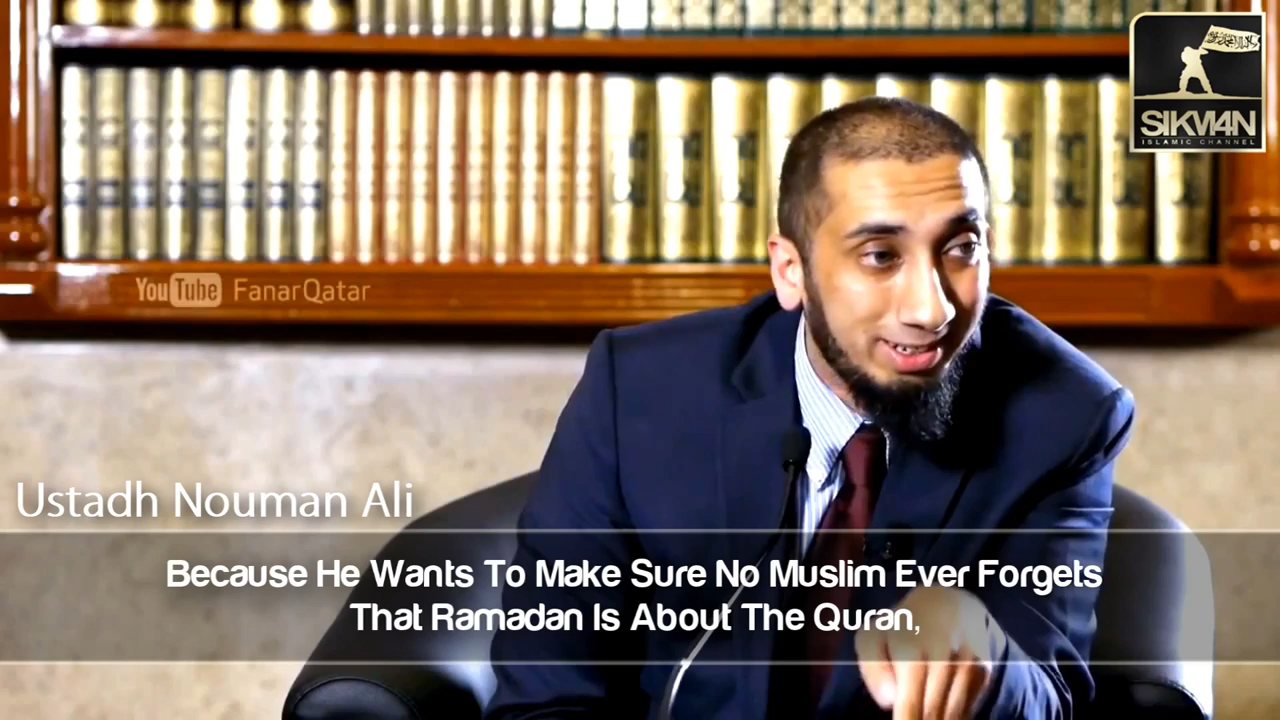 SIKVI4N
ISLAMIC CHANNEL
YouTube FanarQatar
Ustadh Nouman Ali
Because He Wants To Make Sure No Muslim Ever Forgets
That Ramadan Is About The Quran,